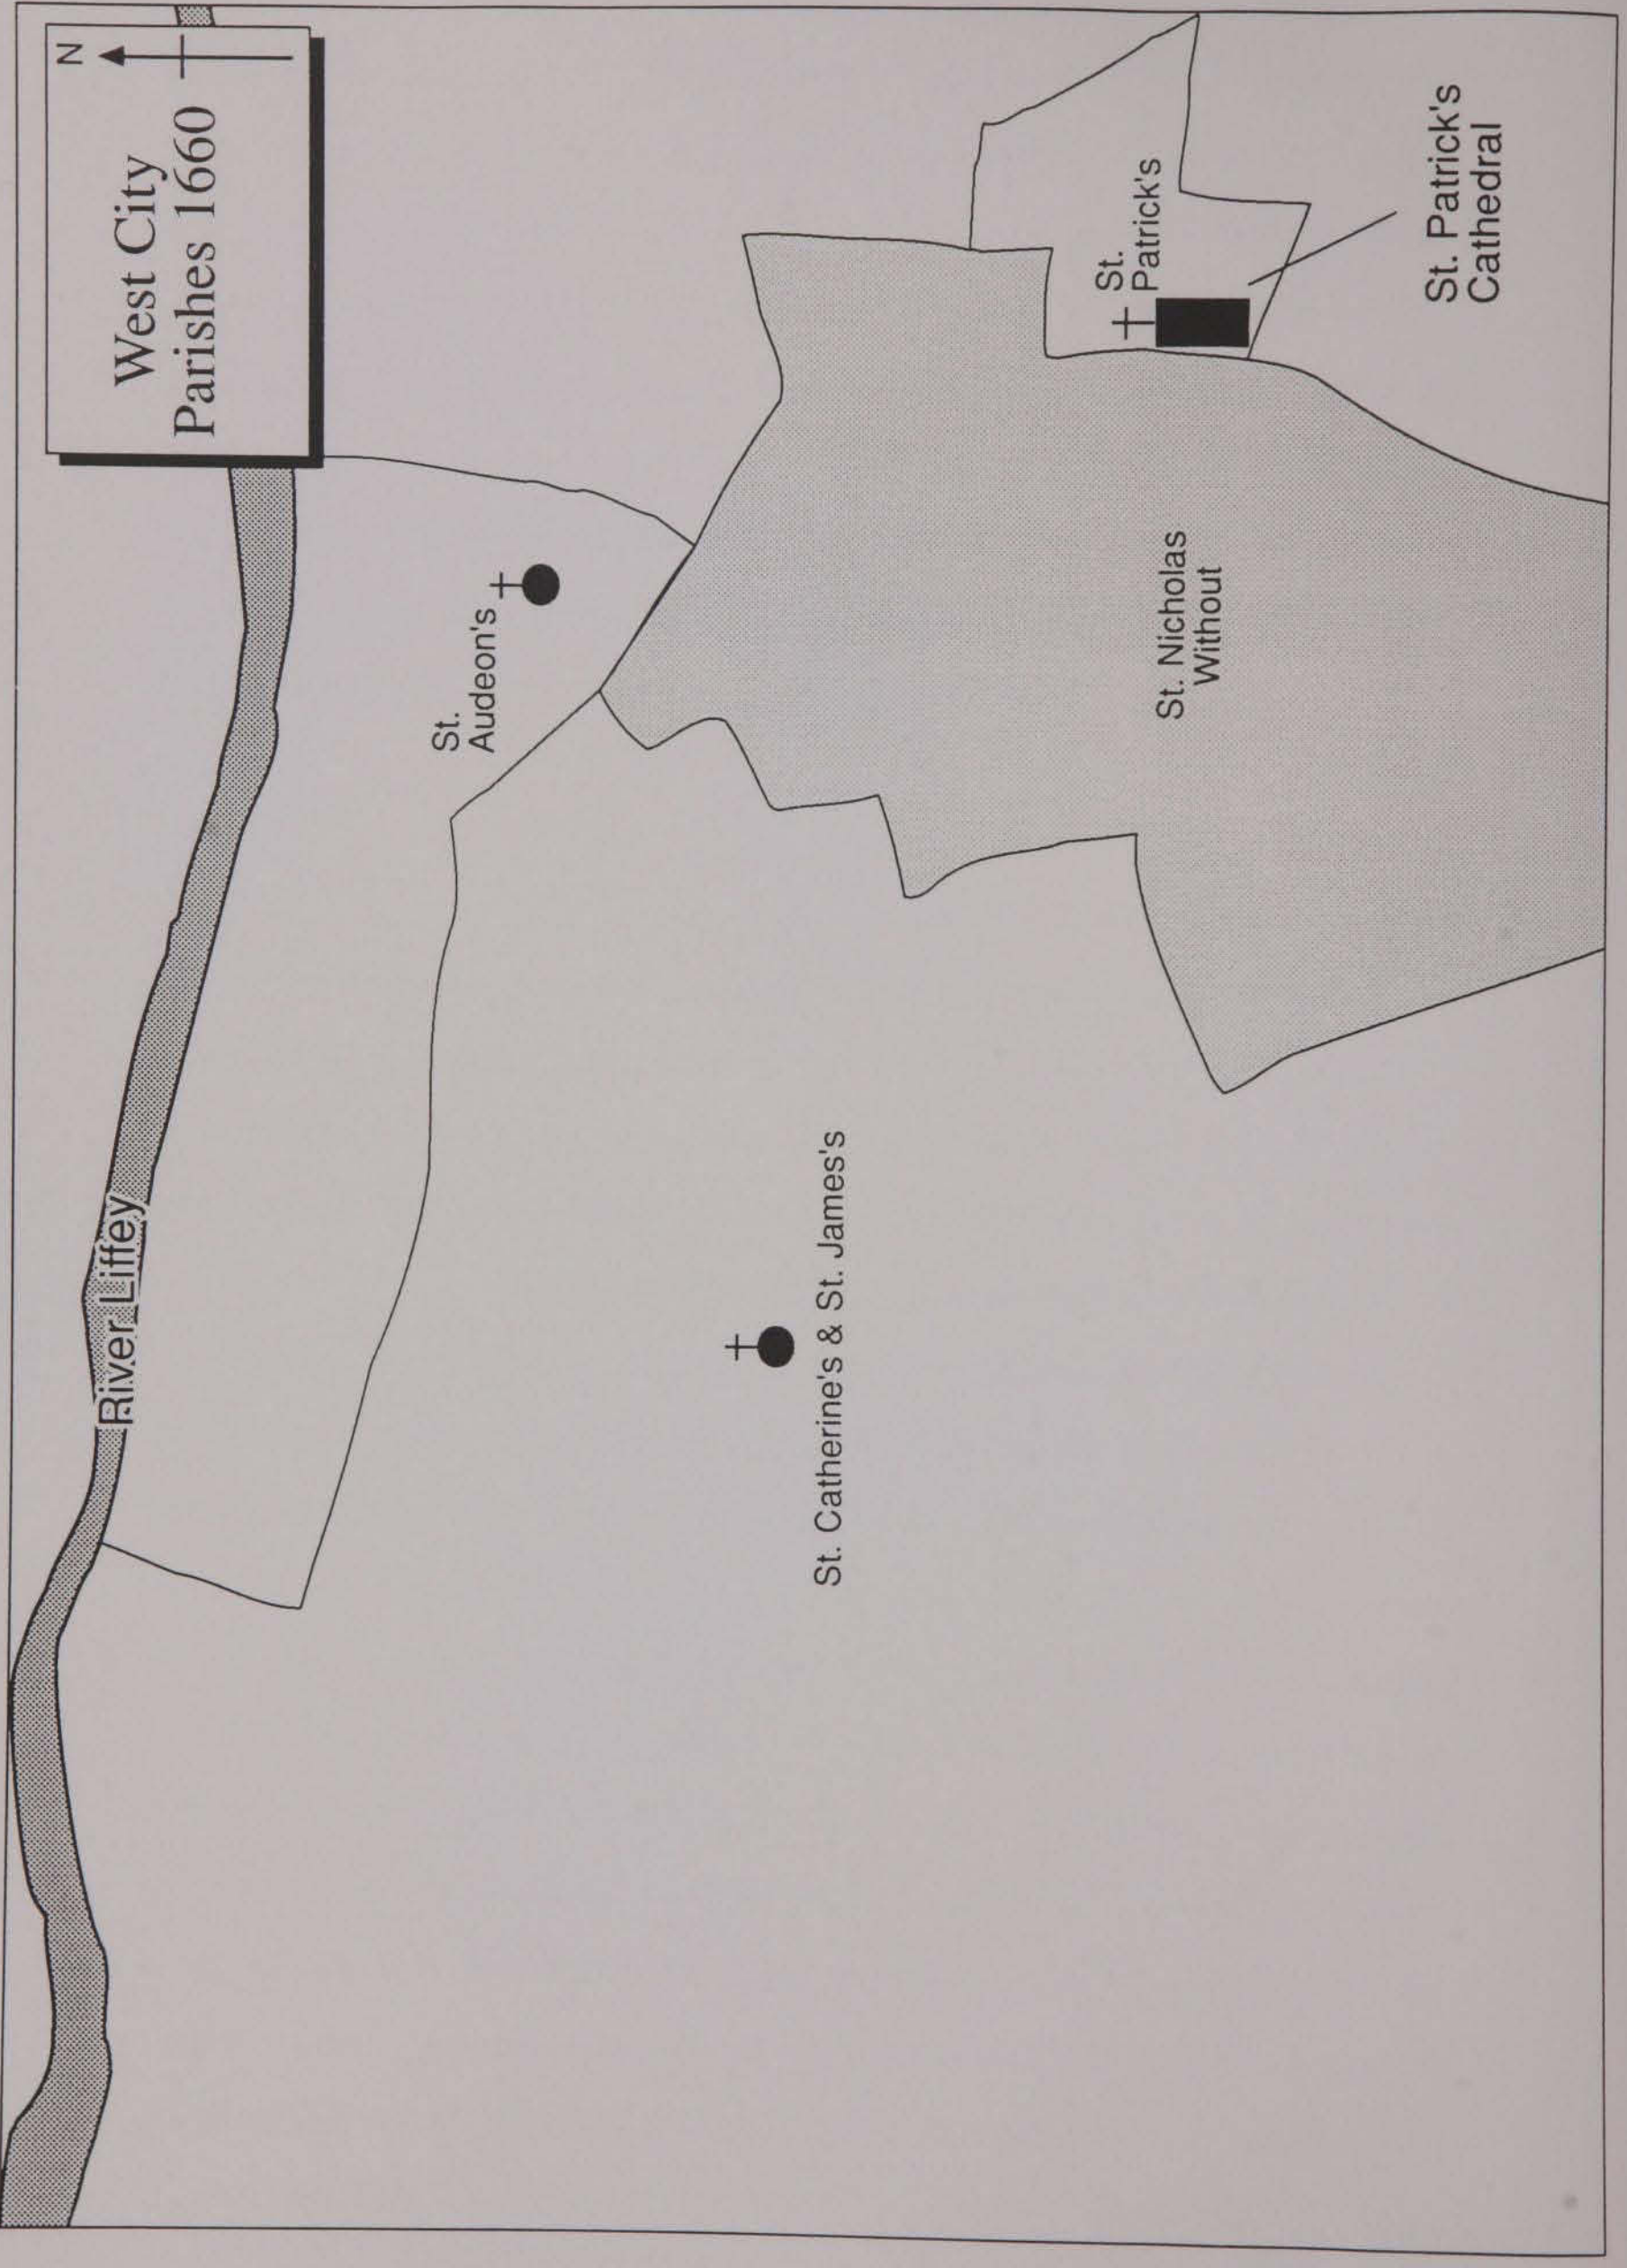 West City
Parishes 1660
N
River Liffey
St.
Audeon's
St. Catherine's & St. James's
St. Nicholas
Without
St.
Patrick's
St. Patrick's
Cathedral